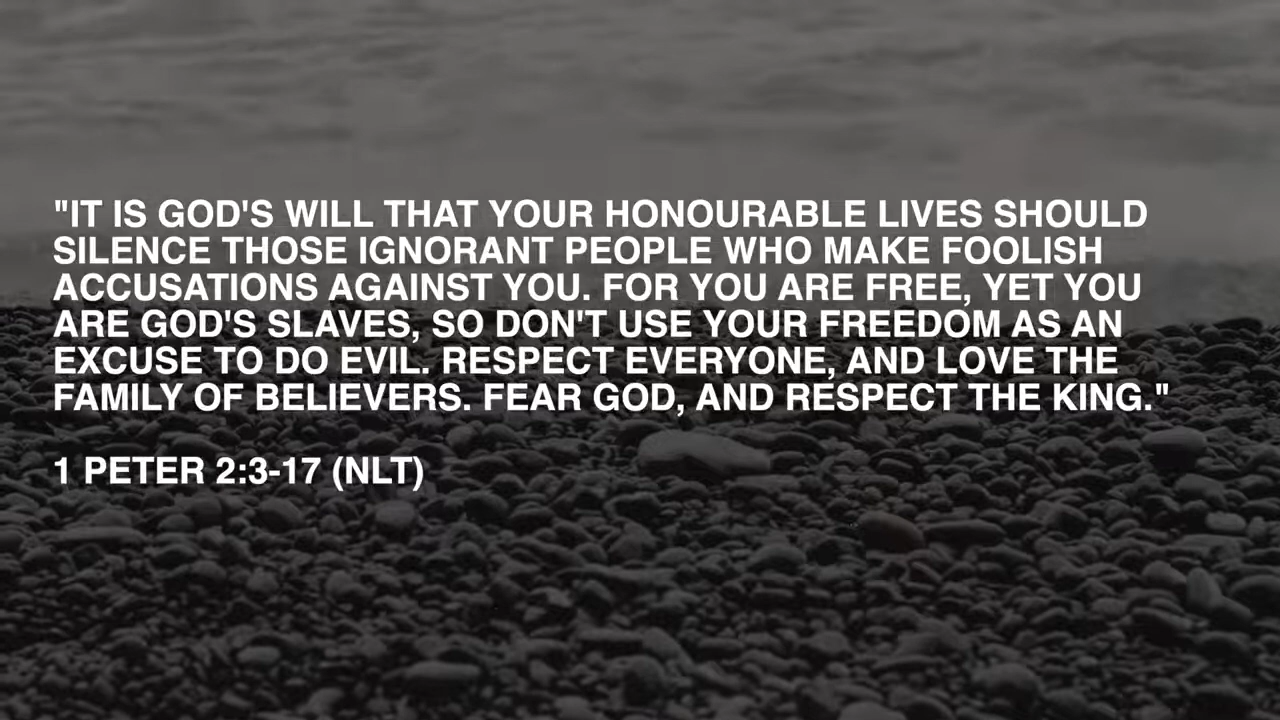 "IT IS GOD'S WILL THAT YOUR HONOURABLE LIVES SHOULD
SILENCE THOSE IGNORANT PEOPLE WHO MAKE FOOLISH
ACCUSATIONS AGAINST YOU. FOR YOU ARE FREE, YET YOU
ARE GOD'S SLAVES, SO DON'T USE YOUR FREEDOM AS AN
EXCUSE TO DO EVIL. RESPECT EVERYONE, AND LOVE THE
FAMILY OF BELIEVERS. FEAR GOD, AND RESPECT THE KING."
1 PETER 2:3-17 (NLT)